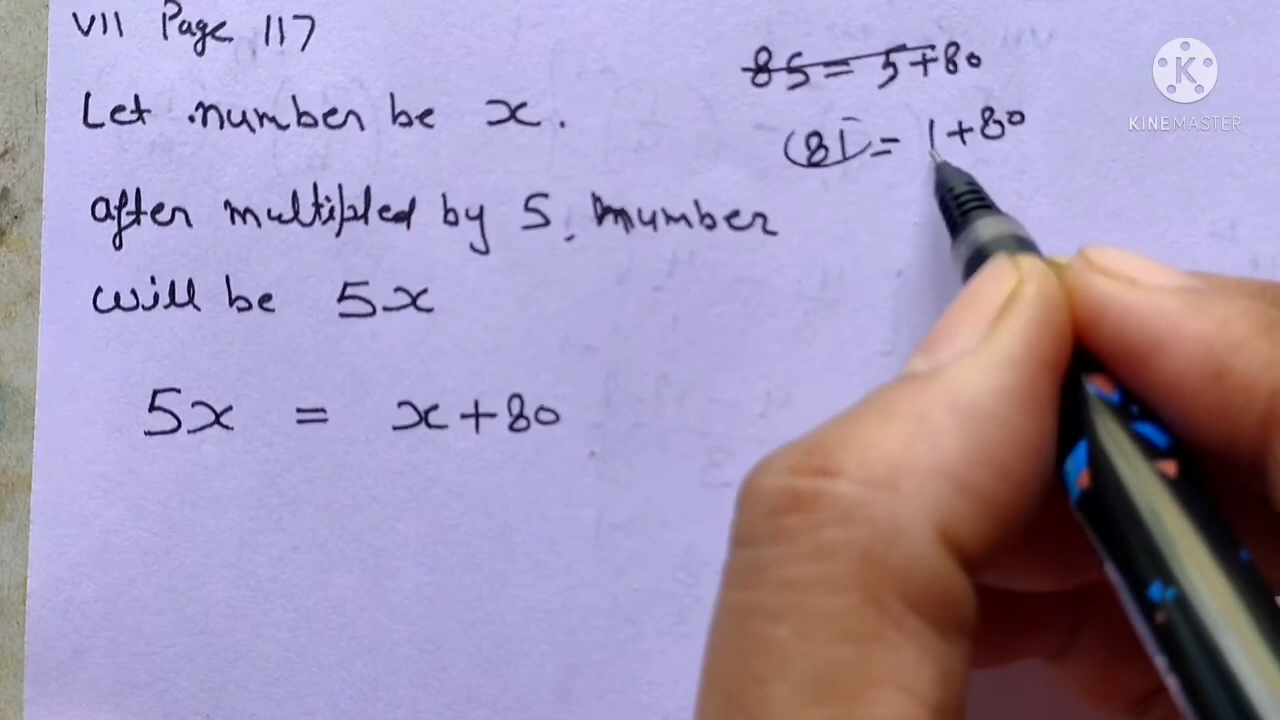 VII Page 117
85 = 5+80
Let number be x.
(81) = 1+80
after multipled by 5, number
will be 5x
5x = x+80
KINEMASTER